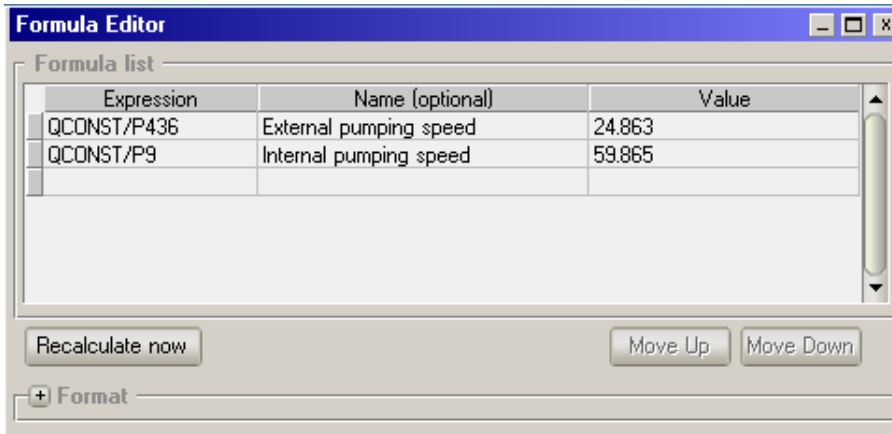 Formula Editor
Formula list
Expression Name (optional) Value
QCONST/P436 External pumping speed 24.863
QCONST/P9 Internal pumping speed 59.865
Recalculate now Move Up Move Down
Format